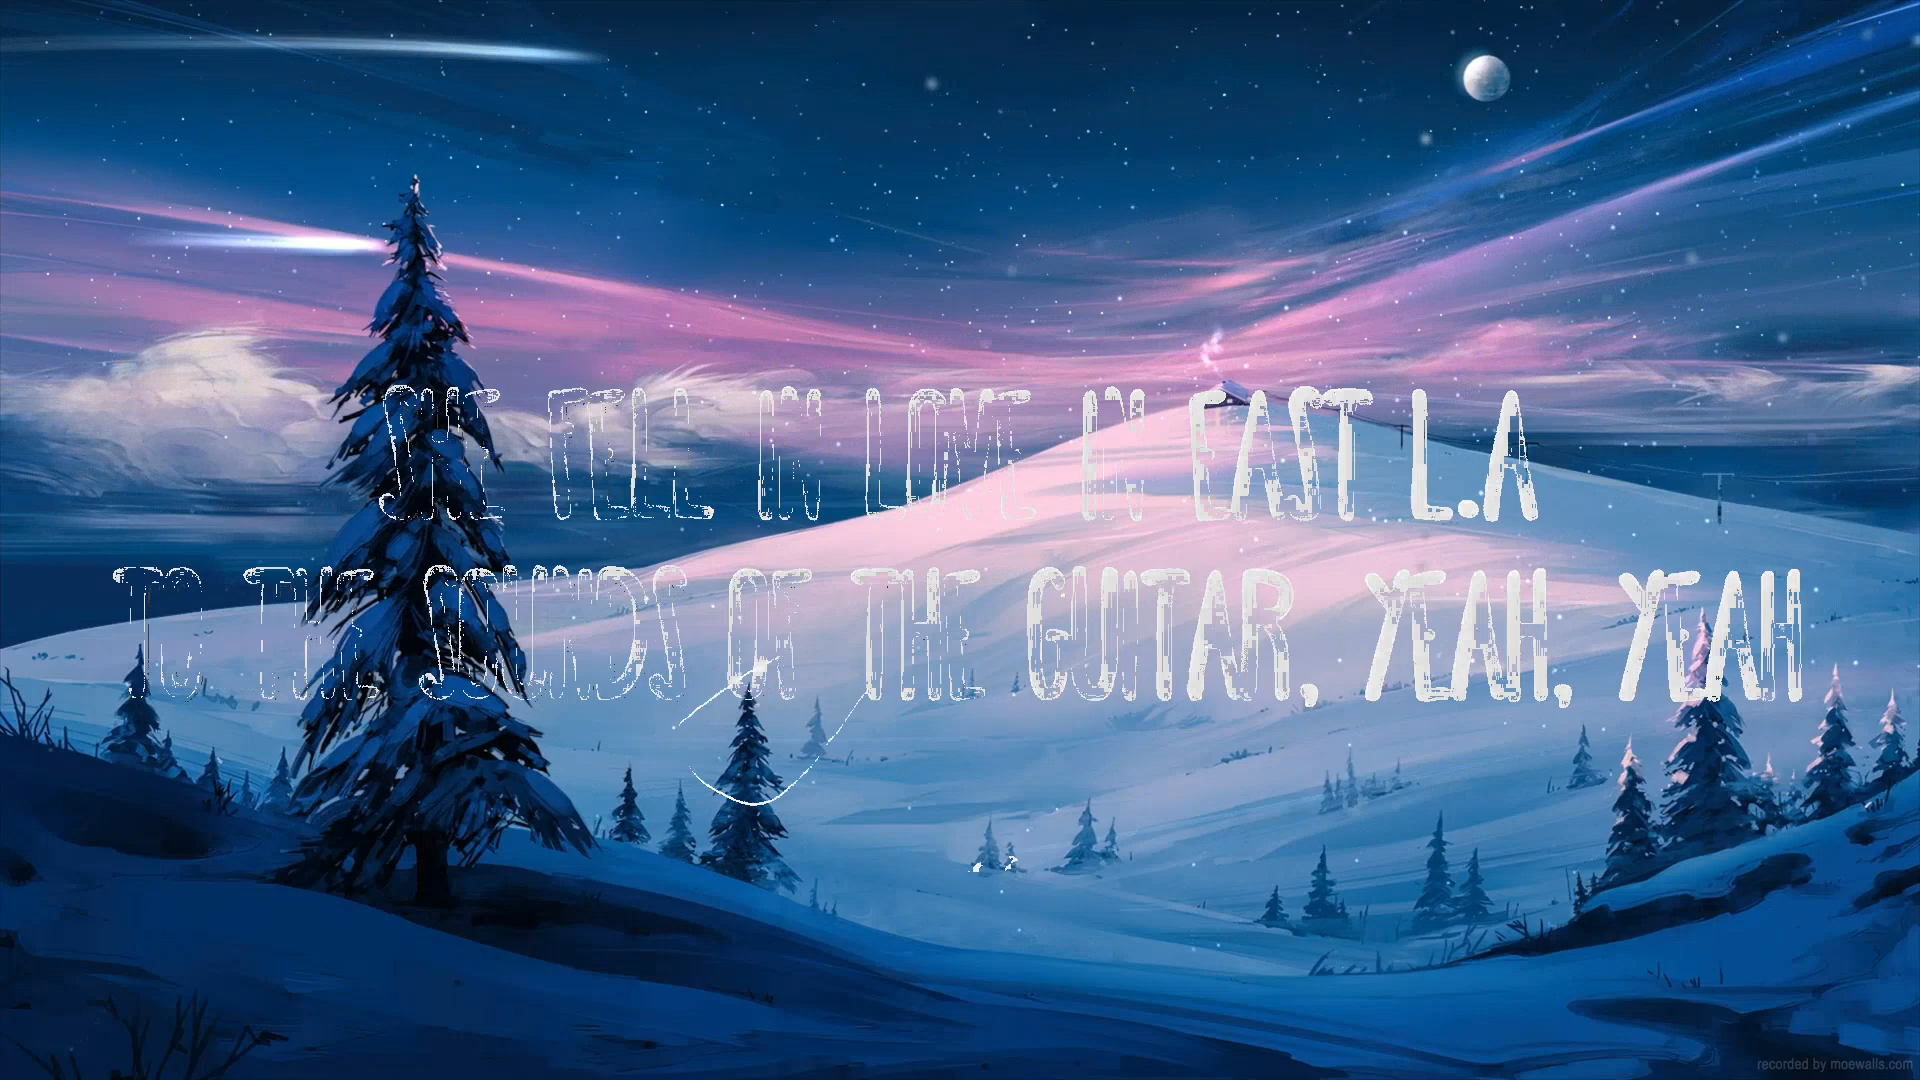 SHE FELL IN LOVE IN EAST L.A
TO THE SOUNDS OF THE GUITAR, YEAH, YEAH
recorded by moewalls.com